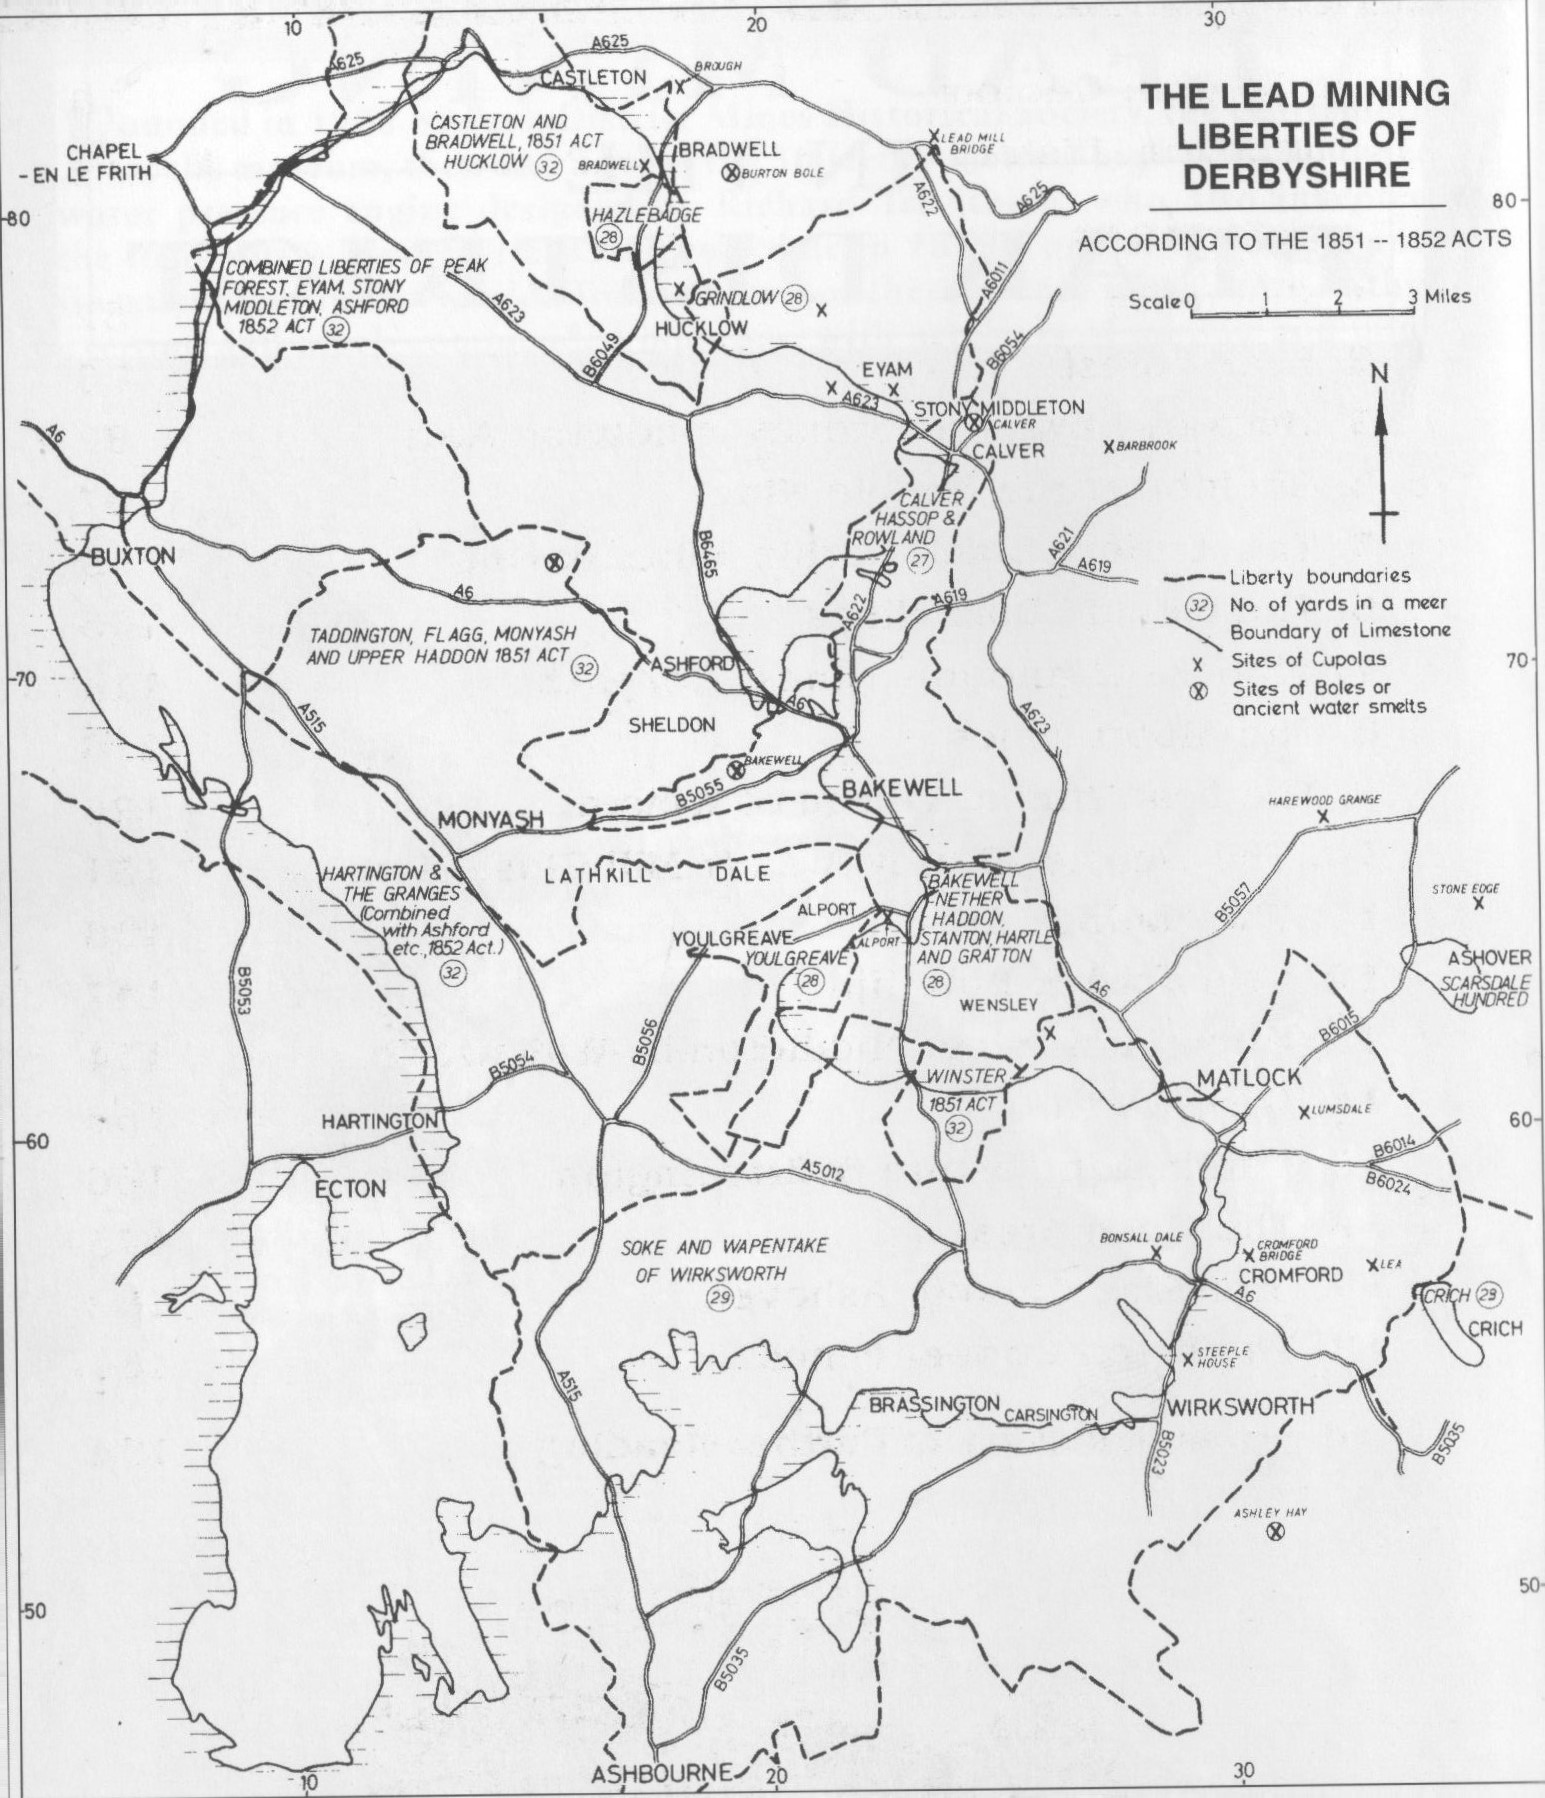 10
20
30
A625
A625
BROUGH
CASTLETON
THE LEAD MINING
LIBERTIES OF
DERBYSHIRE
ACCORDING TO THE 1851 -- 1852 ACTS
Scale 0 1 2 3 Miles
N
Liberty boundaries
32 No. of yards in a meer
Boundary of Limestone
x Sites of Cupolas
Sites of Boles or
ancient water smelts
CASTLETON AND
BRADWELL, 1851 ACT
HUCKLOW 32
CHAPEL
-EN LE FRITH
BRADWELL
BRADWELL
BURTON BOLE
LEAD MILL
BRIDGE
A622
A625
80
80
HAZLEBADGE
28
COMBINED LIBERTIES OF PEAK
FOREST, EYAM, STONY
MIDDLETON, ASHFORD
1852 ACT 32
A623
GRINDLOW 28
HUCKLOW
A6011
B6049
B6054
EYAM
A623
STONY MIDDLETON
CALVER
CALVER
BARBROOK
A6
CALVER
HASSOP &
ROWLAND
27
BUXTON
B6465
A621
A619
A6
A622
A619
TADDINGTON, FLAGG, MONYASH
AND UPPER HADDON 1851 ACT 32
ASHFORD
70
70
A6
A515
SHELDON
A623
BAKEWELL
B5055
BAKEWELL
MONYASH
HAREWOOD GRANGE
HARTINGTON &
THE GRANGES
(Combined
with Ashford
etc., 1852 Act.)
32
LATHKILL DALE
BAKEWELL
NETHER
HADDON,
STANTON, HARTLE
AND GRATTON
28
B5057
STONE EDGE
ALPORT
ALPORT
YOULGREAVE
YOULGREAVE
28
ASHOVER
SCARSDALE
HUNDRED
B5053
WENSLEY
A6
B6015
B5056
B5054
WINSTER
1851 ACT
32
MATLOCK
LUMSDALE
HARTINGTON
60
60
B6014
B6024
A5012
ECTON
SOKE AND WAPENTAKE
OF WIRKSWORTH
29
BONSALL DALE
CROMFORD
BRIDGE
LEA
CROMFORD
A6
CRICH
CRICH
STEEPLE
HOUSE
A515
BRASSINGTON
CARSINGTON
WIRKSWORTH
B5023
B5035
ASHLEY HAY
50
50
B5035
ASHBOURNE
10
20
30